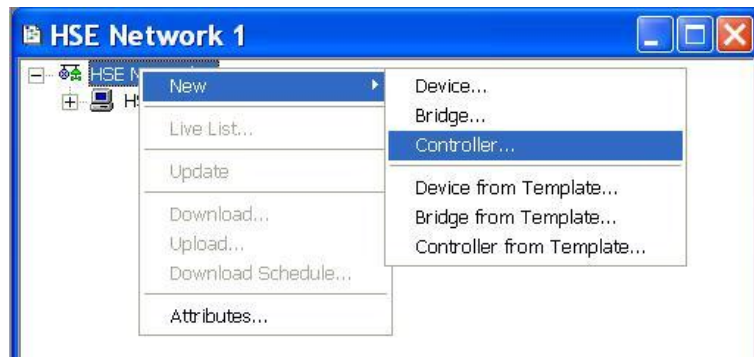 HSE Network 1
HSE N
New
Device...
H
Bridge...
Live List...
Controller...
Update
Device from Template...
Download...
Bridge from Template...
Upload...
Controller from Template...
Download Schedule...
Attributes...